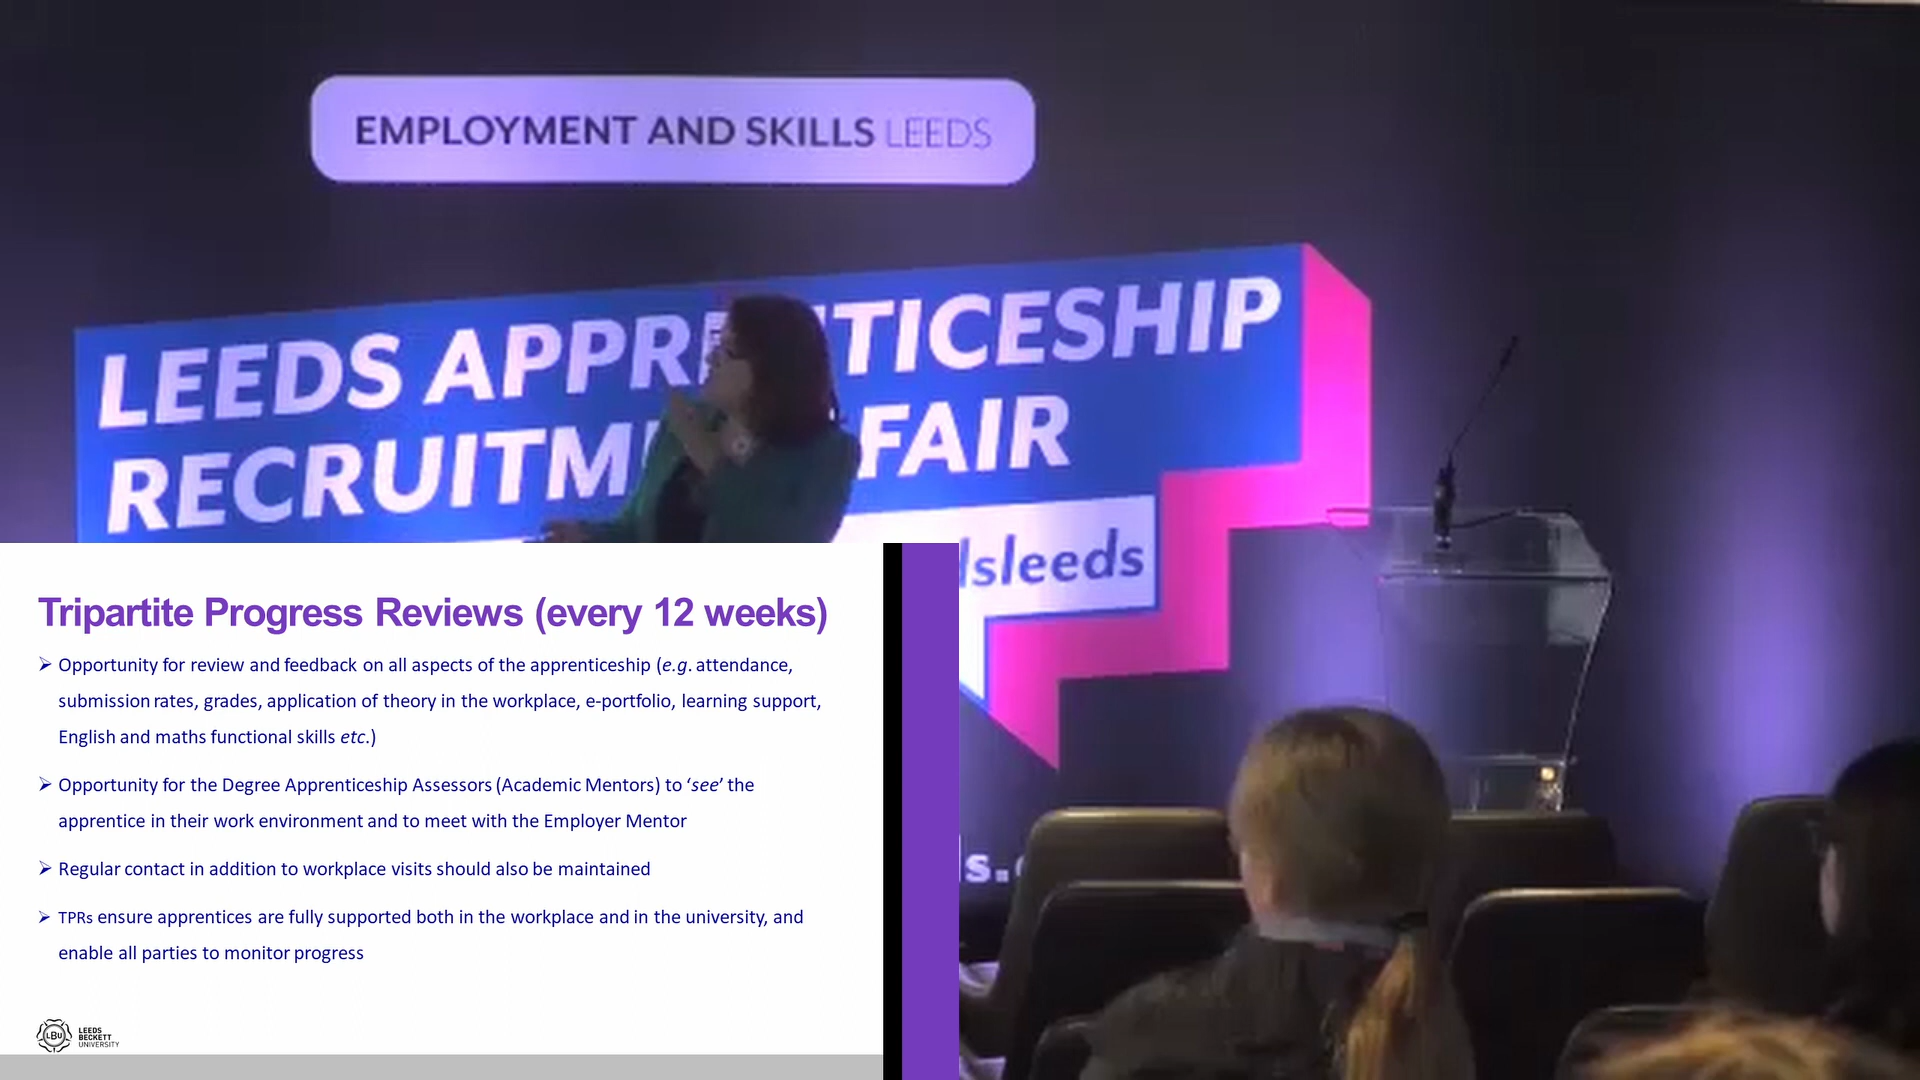 EMPLOYMENT AND SKILLS LEEDS
LEEDS APPRENTICESHIP
RECRUITM FAIR
sleeds
Tripartite Progress Reviews (every 12 weeks)
➢ Opportunity for review and feedback on all aspects of the apprenticeship (e.g. attendance,
submission rates, grades, application of theory in the workplace, e-portfolio, learning support,
English and maths functional skills etc.)
➢ Opportunity for the Degree Apprenticeship Assessors (Academic Mentors) to ‘see’ the
apprentice in their work environment and to meet with the Employer Mentor
➢ Regular contact in addition to workplace visits should also be maintained
➢ TPRs ensure apprentices are fully supported both in the workplace and in the university, and
enable all parties to monitor progress
LBU
LEEDS
BECKETT
UNIVERSITY